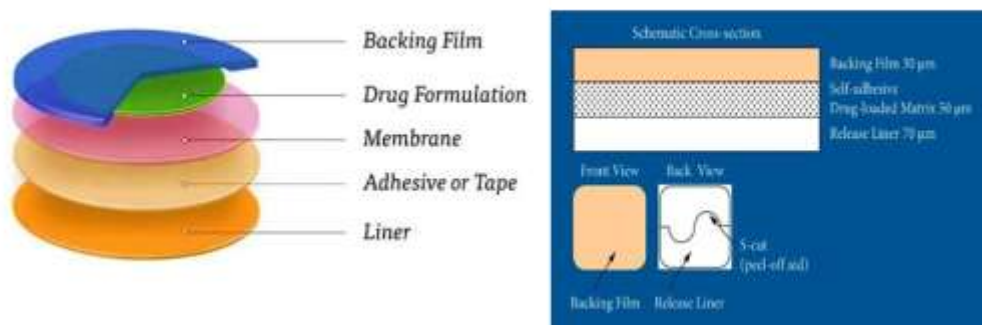 Backing Film
Drug Formulation
Membrane
Adhesive or Tape
Liner
Schematic Cross-section
Backing Film 30 µm
Self-adhesive
Drug-loaded Matrix 50 µm
Release Liner 70 µm
Front View
Back View
S-cut
(peel-off aid)
Backing Film
Release Liner